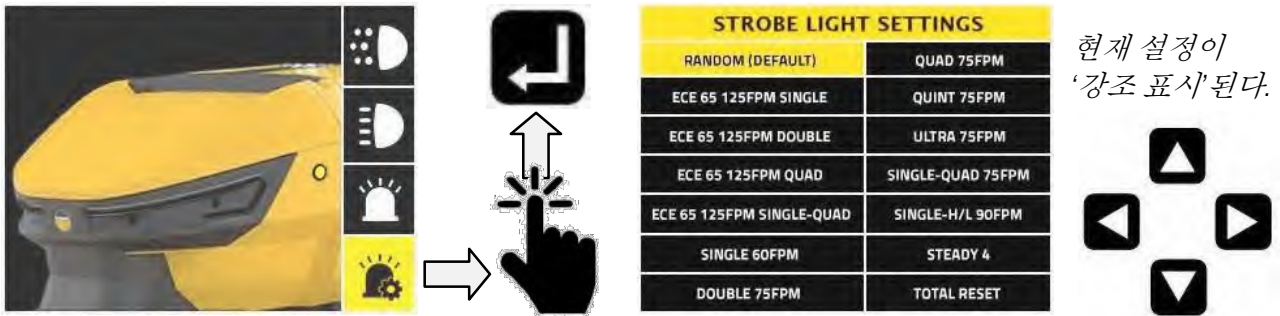 STROBE LIGHT SETTINGS
RANDOM (DEFAULT)
QUAD 75FPM
ECE 65 125FPM SINGLE
QUINT 75FPM
ECE 65 125FPM DOUBLE
ULTRA 75FPM
ECE 65 125FPM QUAD
SINGLE-QUAD 75FPM
ECE 65 125FPM SINGLE-QUAD
SINGLE-H/L 90FPM
SINGLE 60FPM
STEADY 4
DOUBLE 75FPM
TOTAL RESET
현재 설정이
‘강조 표시’ 된다.